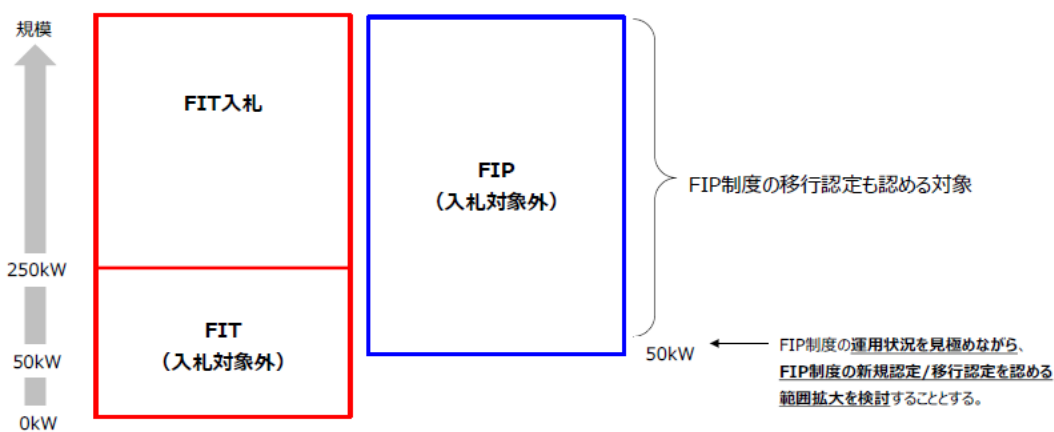 規模
FIT入札
FIP
（入札対象外）
FIP制度の移行認定も認める対象
250kW
FIT
（入札対象外）
50kW
0kW
50kW
FIP制度の運用状況を見極めながら、
FIP制度の新規認定/移行認定を認める
範囲拡大を検討することとする。